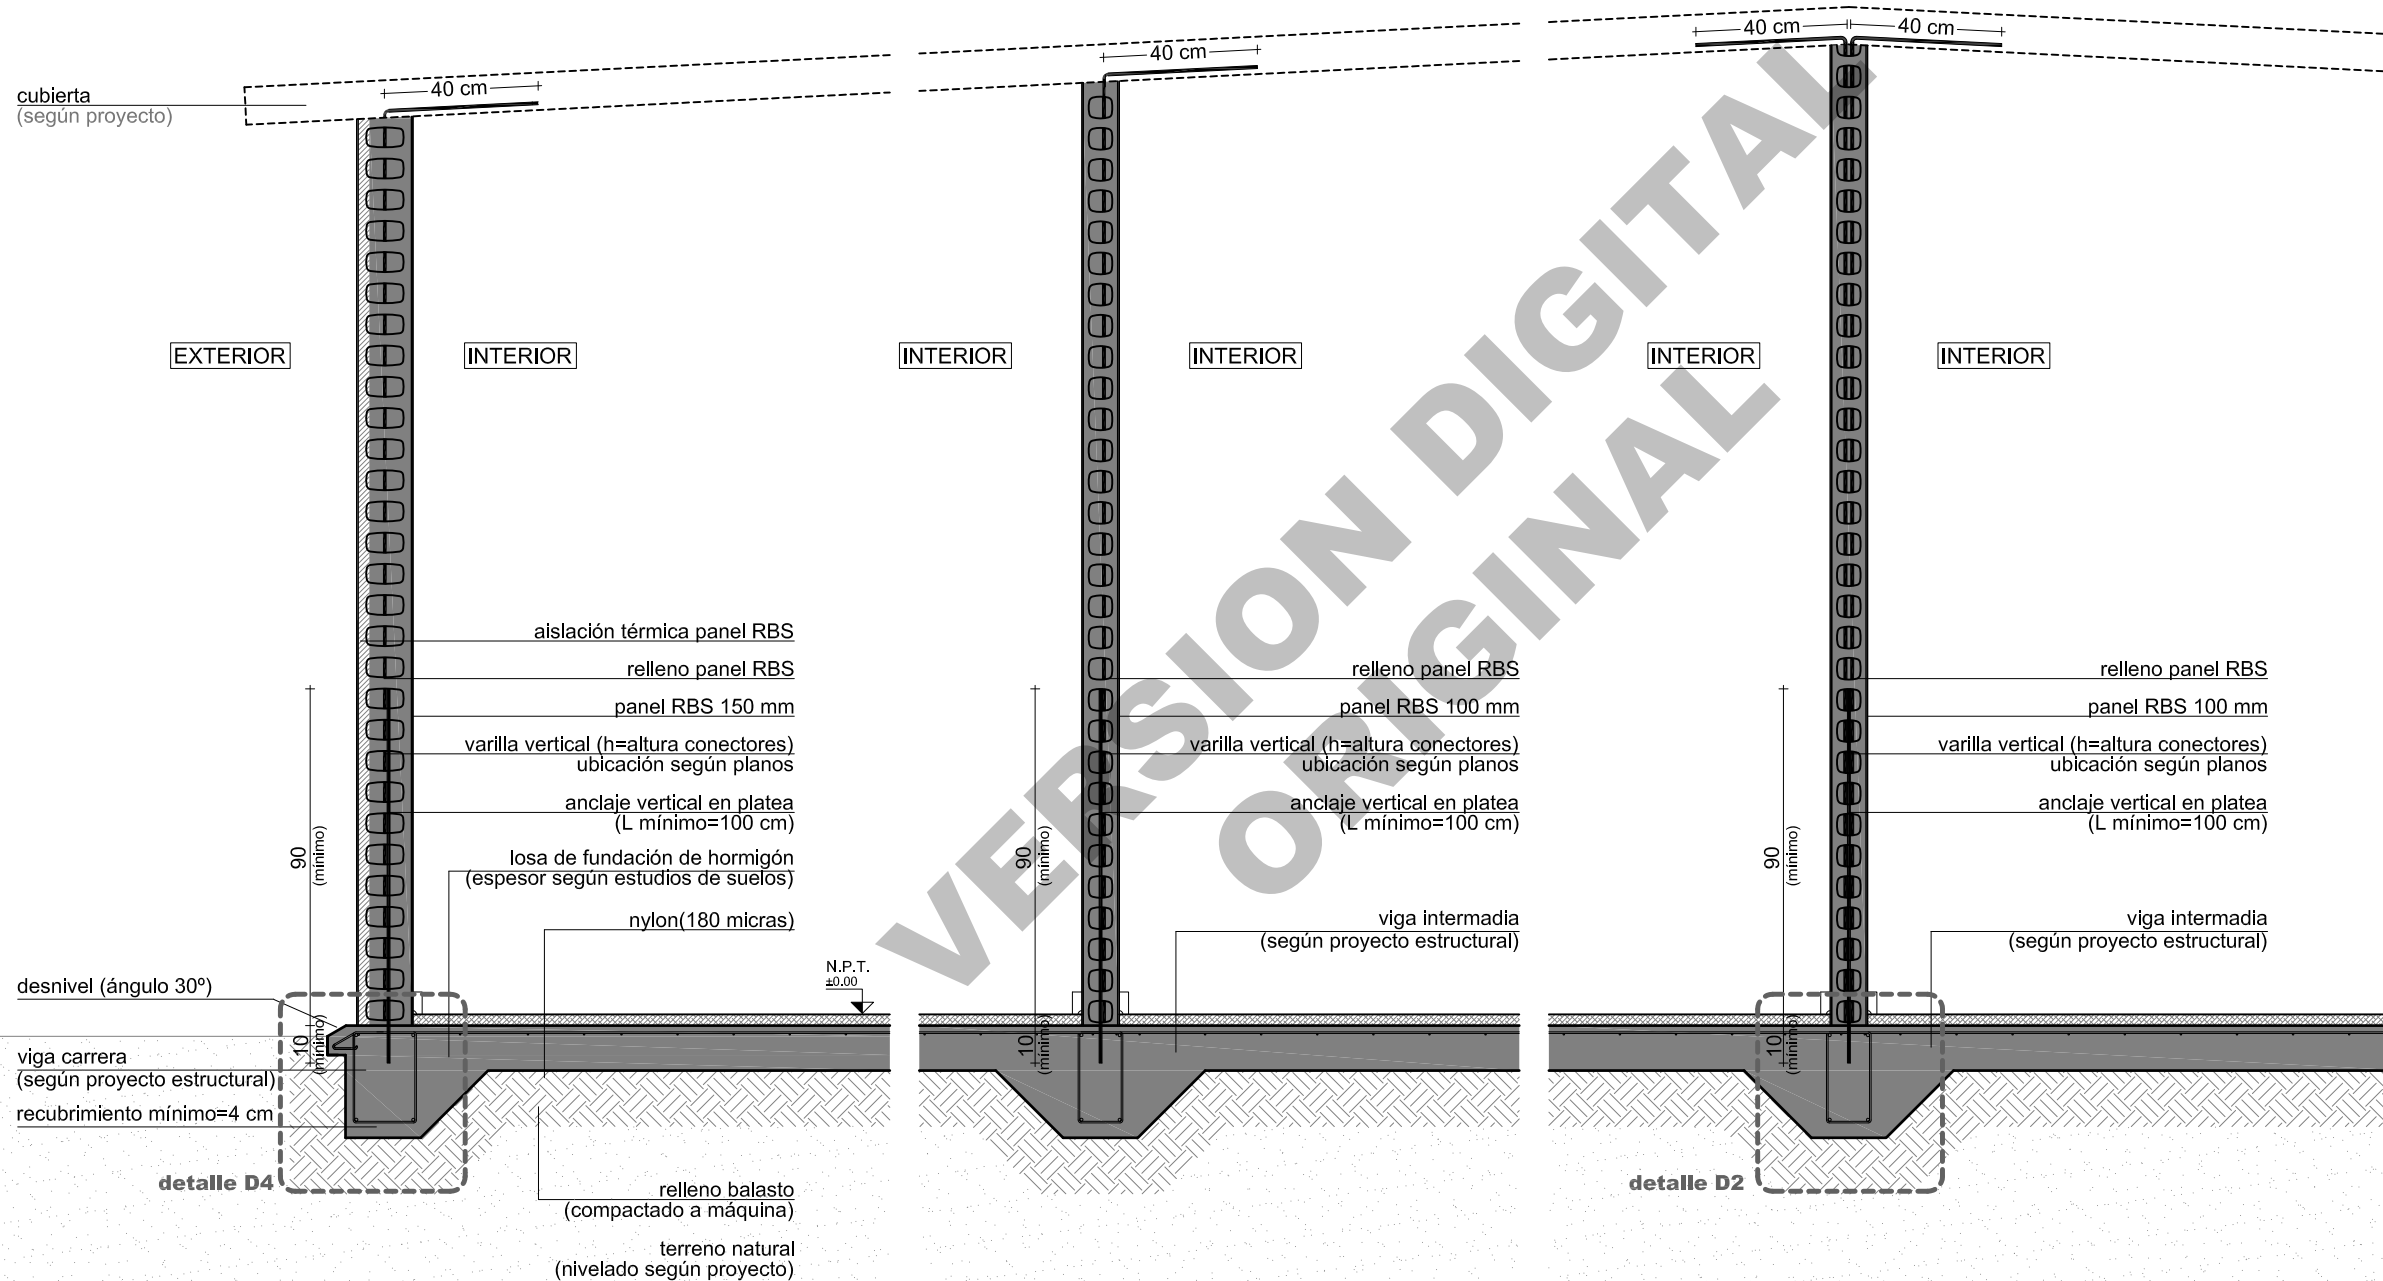 40 cm
40 cm
40 cm
40 cm
cubierta
(según proyecto)
EXTERIOR
INTERIOR
INTERIOR
INTERIOR
INTERIOR
INTERIOR
VERSION DIGITAL
ORIGINAL
aislación térmica panel RBS
relleno panel RBS
panel RBS 150 mm
varilla vertical (h=altura conectores)
ubicación según planos
anclaje vertical en platea
(L mínimo=100 cm)
losa de fundación de hormigón
(espesor según estudios de suelos)
nylon(180 micras)
90
(mínimo)
10
(mínimo)
desnivel (ángulo 30º)
viga carrera
(según proyecto estructural)
recubrimiento mínimo=4 cm
detalle D4
relleno balasto
(compactado a máquina)
terreno natural
(nivelado según proyecto)
N.P.T.
±0.00
relleno panel RBS
panel RBS 100 mm
varilla vertical (h=altura conectores)
ubicación según planos
anclaje vertical en platea
(L mínimo=100 cm)
90
(mínimo)
viga intermadia
(según proyecto estructural)
10
(mínimo)
relleno panel RBS
panel RBS 100 mm
varilla vertical (h=altura conectores)
ubicación según planos
anclaje vertical en platea
(L mínimo=100 cm)
90
(mínimo)
viga intermadia
(según proyecto estructural)
10
(mínimo)
detalle D2